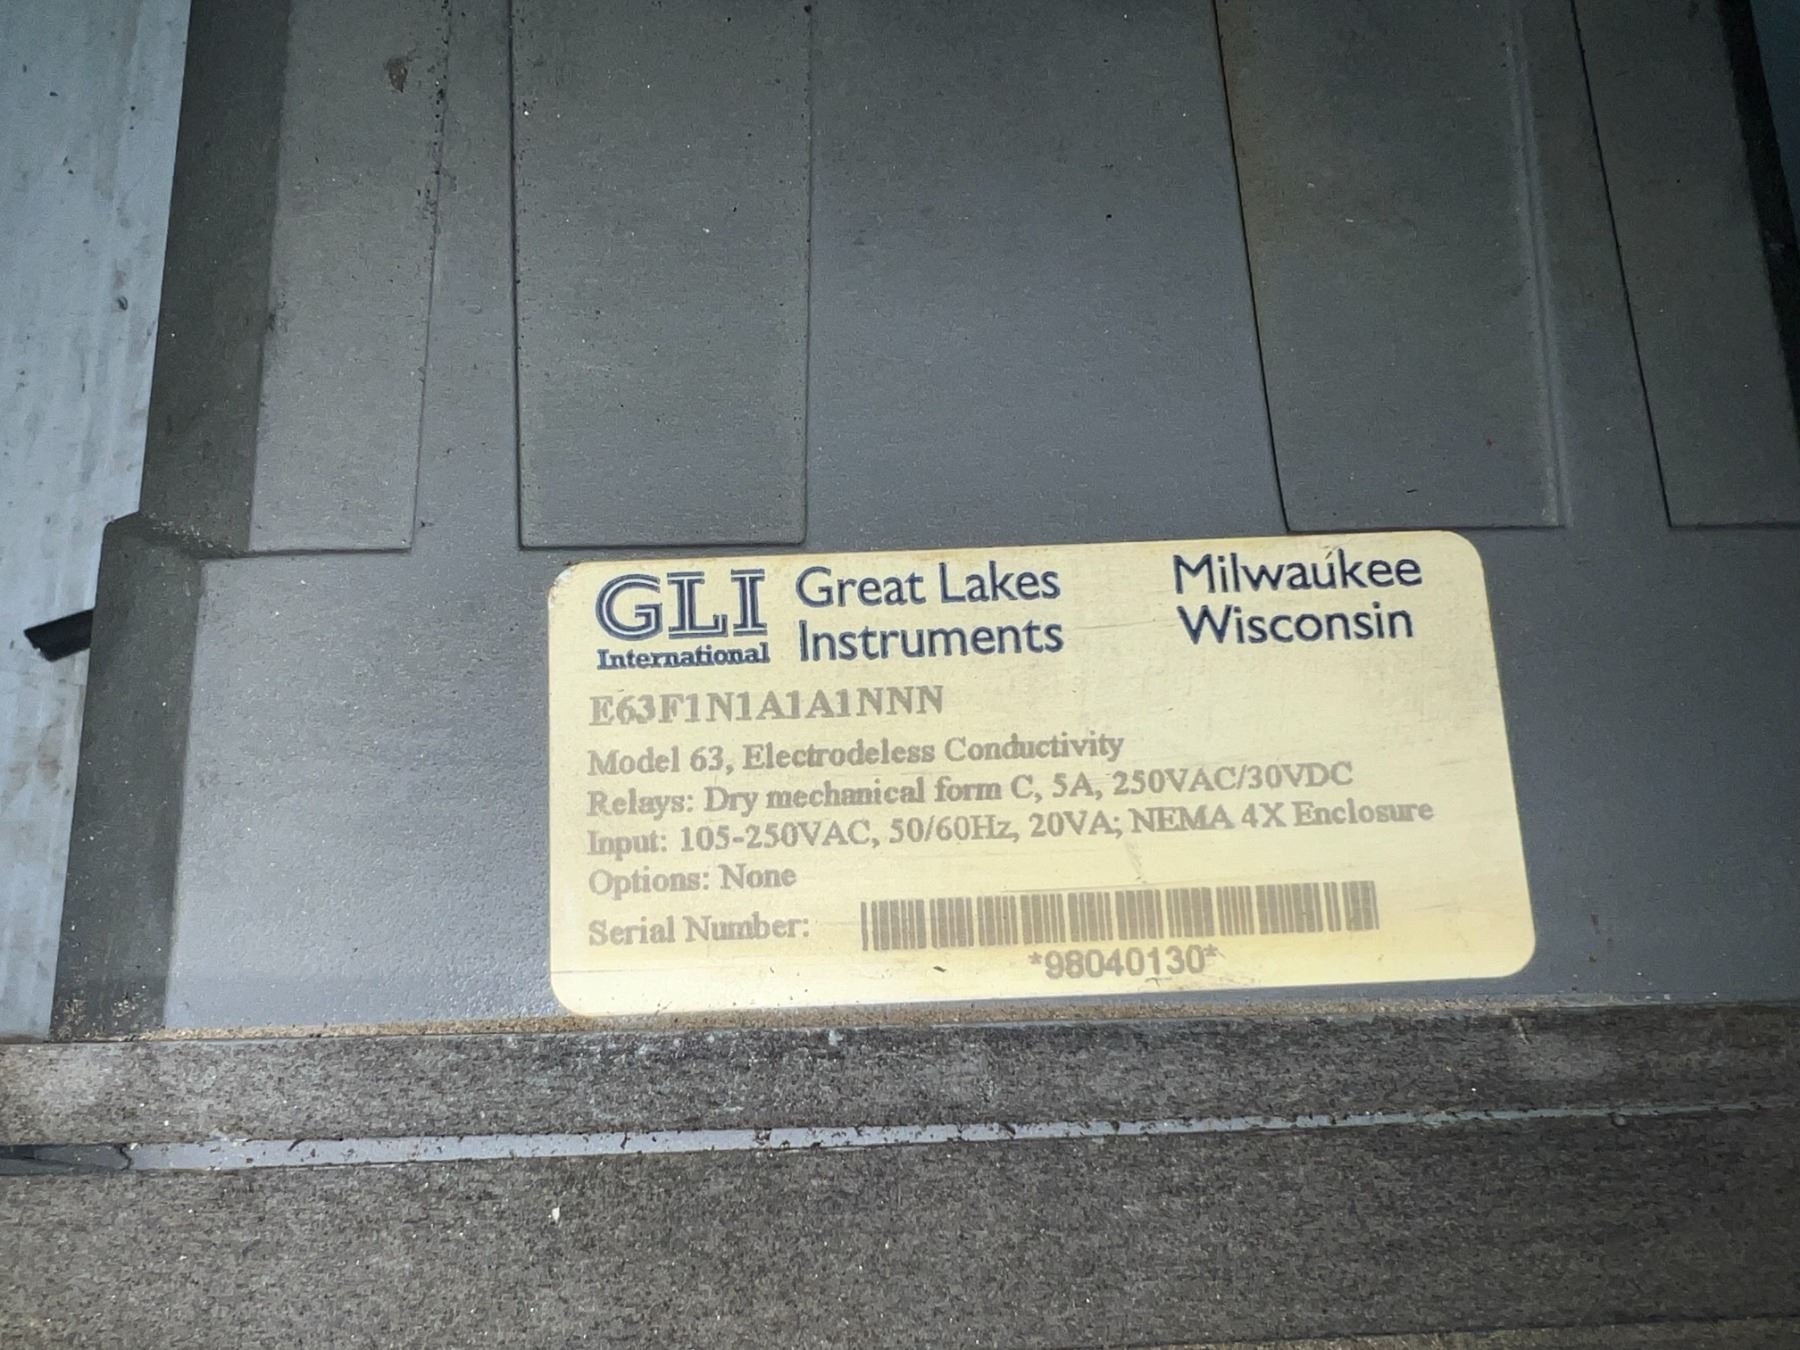 GLI International Great Lakes Instruments Milwaukee Wisconsin
E63F1N1A1A1NNN
Model 63, Electrodeless Conductivity
Relays: Dry mechanical form C, 5A, 250VAC/30VDC
Input: 105-250VAC, 50/60Hz, 20VA; NEMA 4X Enclosure
Options: None
Serial Number:
*98040130*